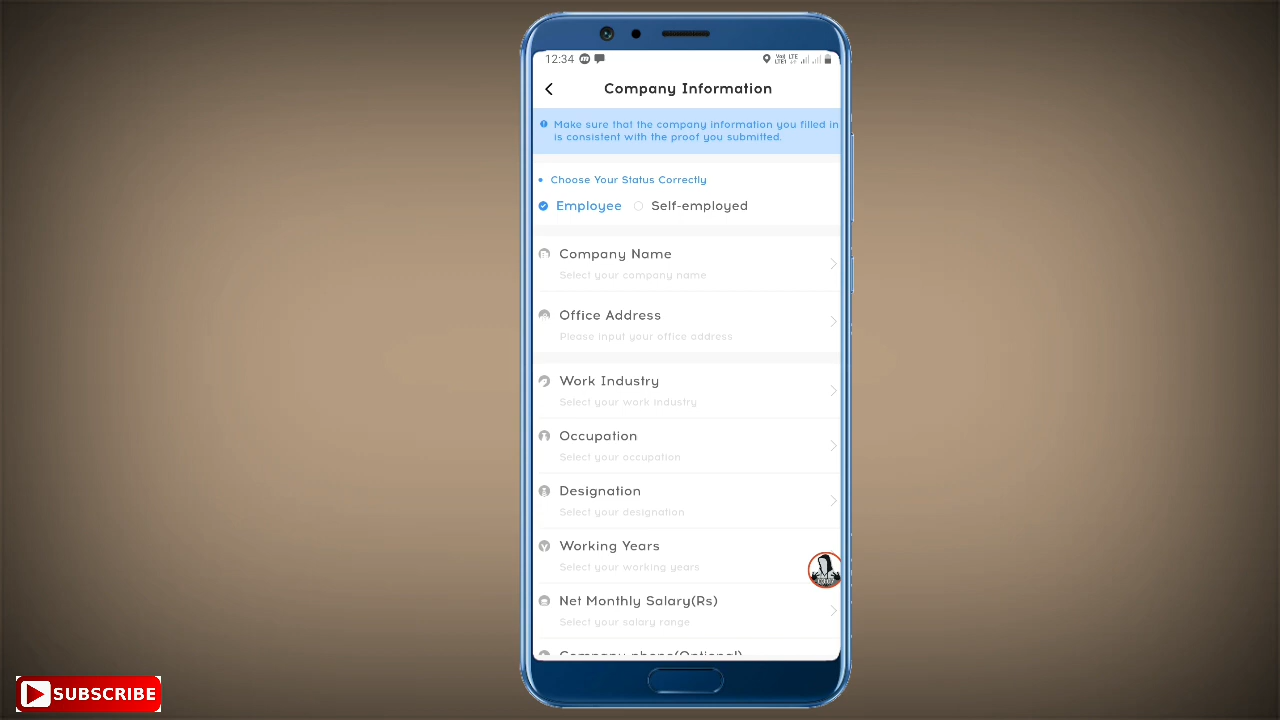 12:34
Company Information
Make sure that the company information you filled in
is consistent with the proof you submitted.
Choose Your Status Correctly
Employee Self-employed
Company Name
Select your company name
Office Address
Please input your office address
Work Industry
Select your work industry
Occupation
Select your occupation
Designation
Select your designation
Working Years
Select your working years
Net Monthly Salary(Rs)
Select your salary range
Company phone(Optional)
SUBSCRIBE